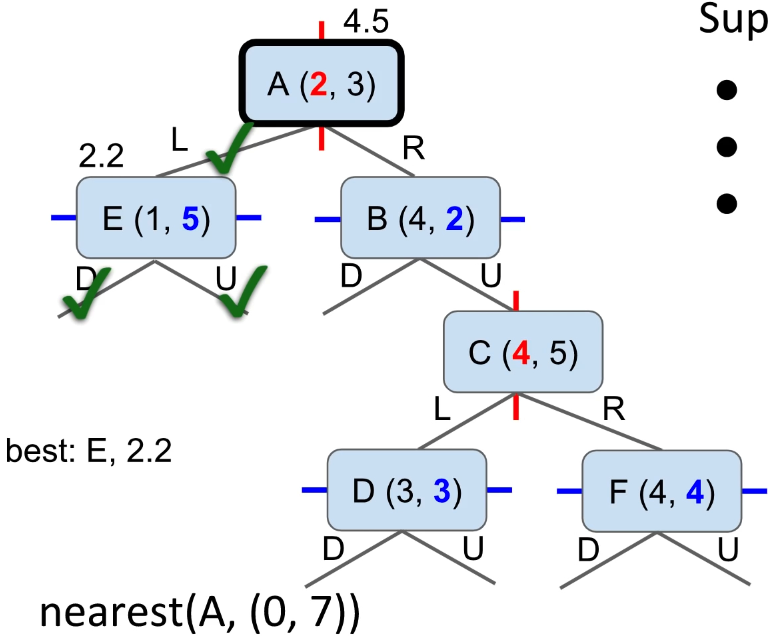 Sup
4.5
A (2, 3)
L
R
2.2
E (1, 5)
B (4, 2)
D
U
D
U
C (4, 5)
L
R
best: E, 2.2
D (3, 3)
F (4, 4)
D
U
D
U
nearest(A, (0, 7))